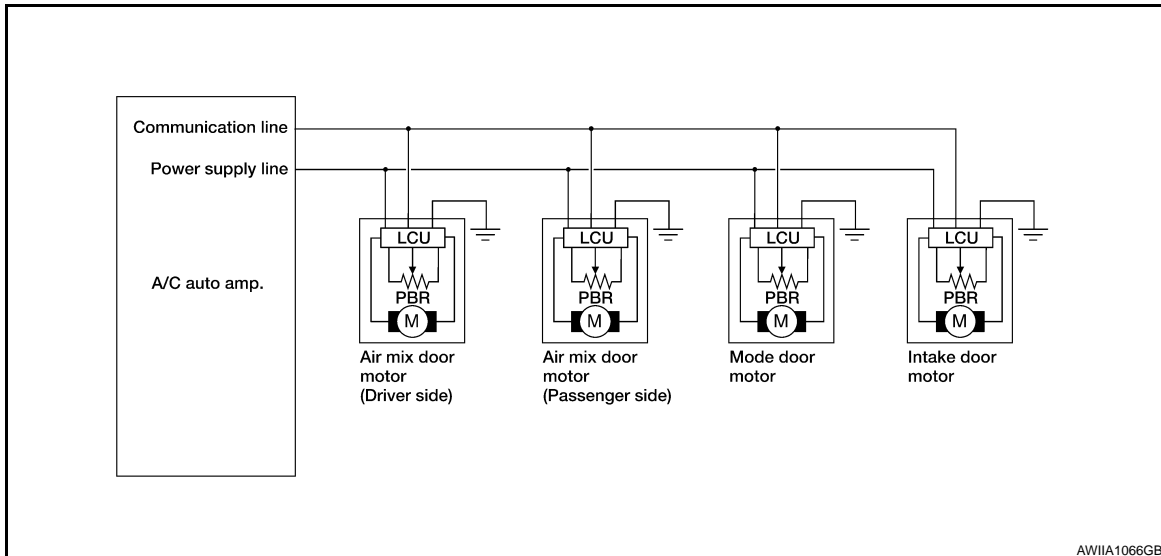 Communication line
Power supply line
A/C auto amp.
LCU
PBR
M
Air mix door
motor
(Driver side)
LCU
PBR
M
Air mix door
motor
(Passenger side)
LCU
PBR
M
Mode door
motor
LCU
PBR
M
Intake door
motor
AWIIA1066GB